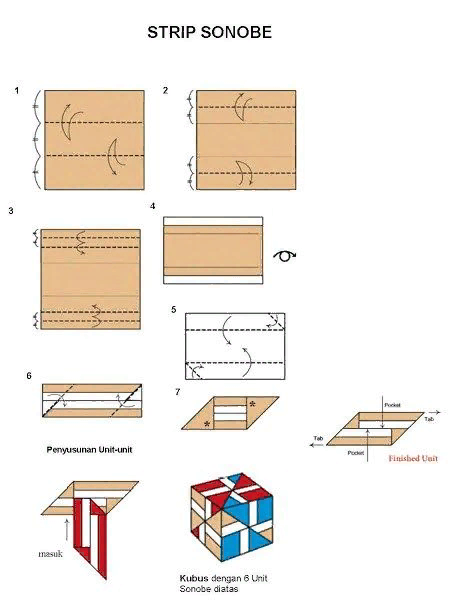 STRIP SONOBE
1
2
3
4
5
6
7
* *
Pocket
Tab
Tab
Pocket
Finished Unit
Penyusunan Unit-unit
masuk
Kubus dengan 6 Unit
Sonobe diatas